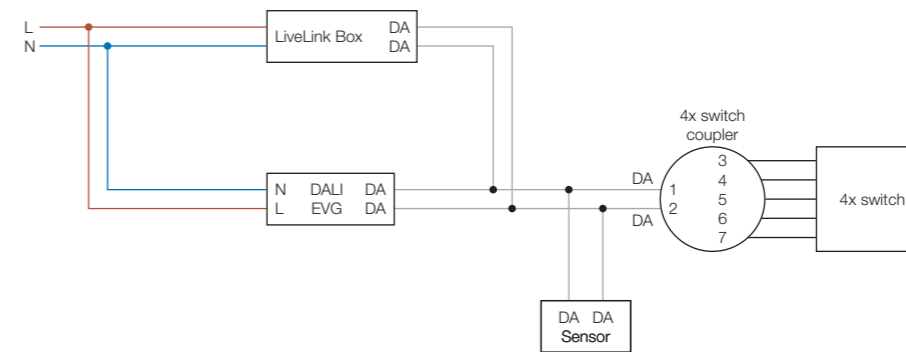 L
N
LiveLink Box
DA
DA
N DALI DA
L EVG DA
4x switch
coupler
DA
DA
1
2
3
4
5
6
7
4x switch
DA DA
Sensor